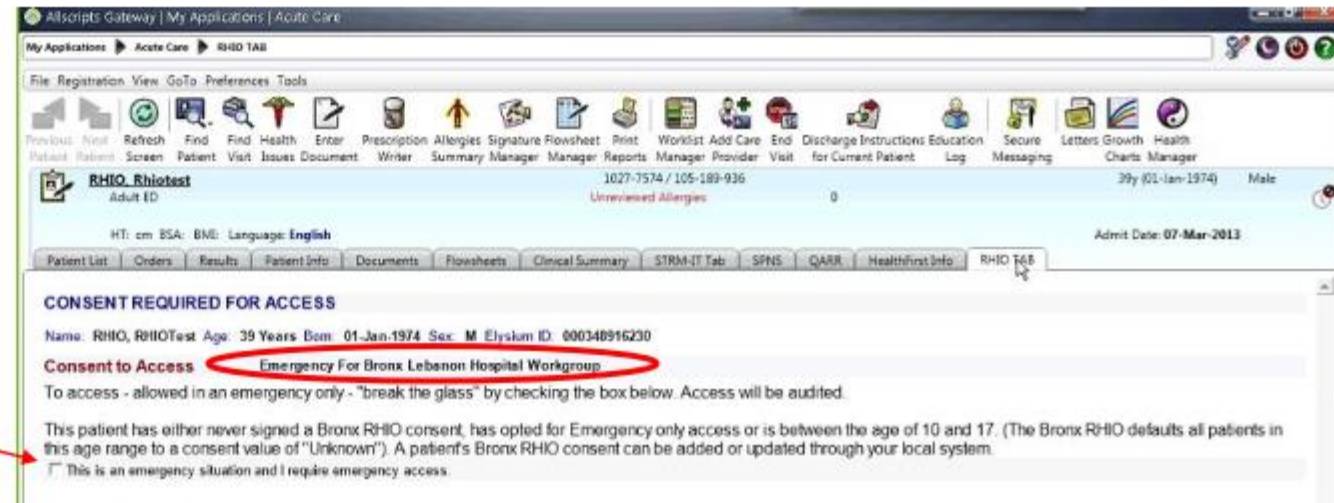 Allscripts Gateway | My Applications | Acute Care
My Applications Acute Care RHIO TAB
File Registration View GoTo Preferences Tools
Previous Patient Next Patient Refresh Screen Find Patient Find Visit Health Issues Enter Document Prescription Writer Allergies Summary Signature Manager Flowsheet Manager Print Reports Worklist Manager Add Care Provider End Visit Discharge Instructions for Current Patient Education Log Secure Messaging Letters Growth Charts Health Manager
RHIO, Rhiotest 1027-7574 / 105-189-936 39y (01-Jan-1974) Male
Adult ED Unreviewed Allergies 0
HT: cm BSA: BMI: Language: English Admit Date: 07-Mar-2013
Patient List Orders Results Patient Info Documents Flowsheets Clinical Summary STRM-IT Tab SPNS QARR HealthFirst Info RHIO TAB
CONSENT REQUIRED FOR ACCESS
Name: RHIO, RHIOTest Age: 39 Years Born: 01-Jan-1974 Sex: M Elysium ID: 000348916230
Consent to Access Emergency For Bronx Lebanon Hospital Workgroup
To access - allowed in an emergency only - "break the glass" by checking the box below. Access will be audited.
This patient has either never signed a Bronx RHIO consent, has opted for Emergency only access or is between the age of 10 and 17. (The Bronx RHIO defaults all patients in
this age range to a consent value of "Unknown"). A patient's Bronx RHIO consent can be added or updated through your local system.
This is an emergency situation and I require emergency access.